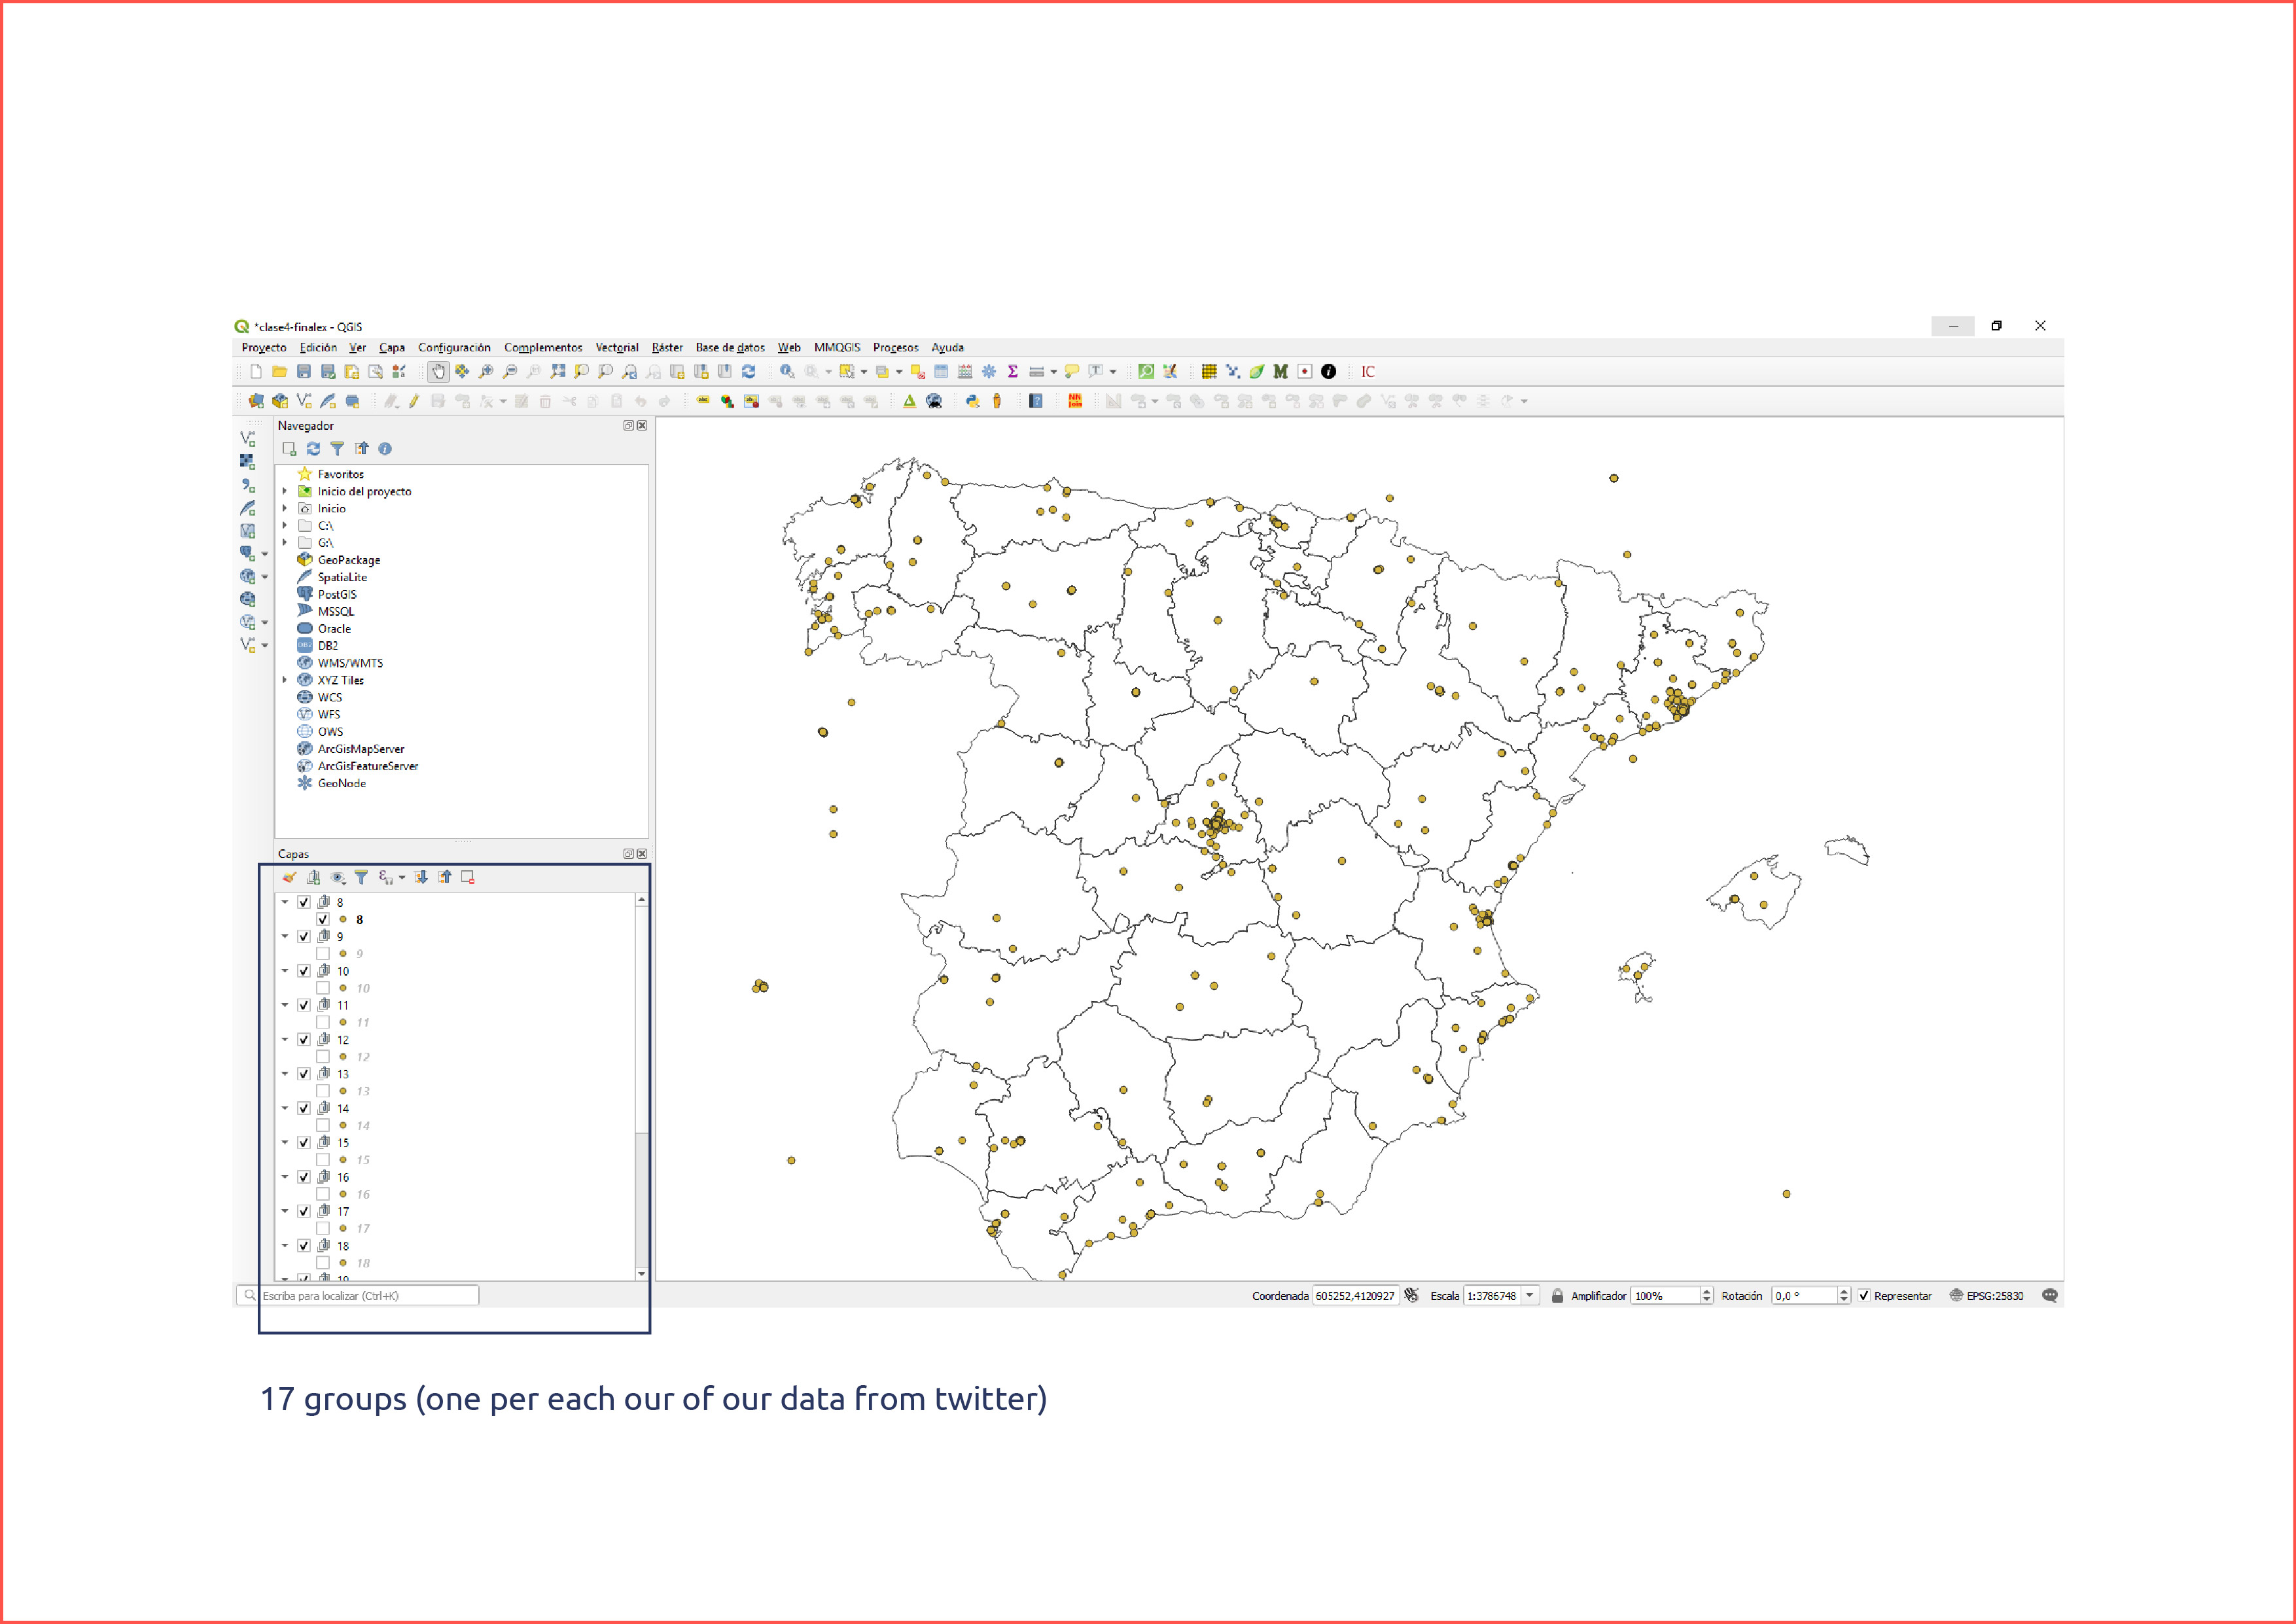 *clase4-finalex - QGIS
Proyecto Edición Ver Capa Configuración Complementos Vectorial Ráster Base de datos Web MMQGIS Procesos Ayuda
IC
Navegador
Favoritos
Inicio del proyecto
Inicio
C:\
G:\
GeoPackage
SpatiaLite
PostGIS
MSSQL
Oracle
DB2
WMS/WMTS
XYZ Tiles
WCS
WFS
OWS
ArcGisMapServer
ArcGisFeatureServer
GeoNode
Capas
8
8
9
9
10
10
11
11
12
12
13
13
14
14
15
15
16
16
17
17
18
18
19
Escriba para localizar (Ctrl+K)
Coordenada 605252,4120927 Escala 1:3786748 Amplificador 100% Rotación 0,0 ° Representar EPSG:25830
17 groups (one per each our of our data from twitter)